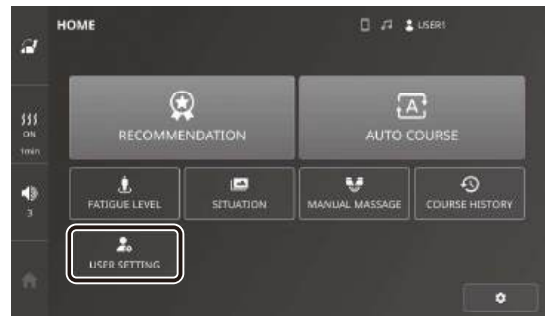 HOME
USER1
ON
1min
3
RECOMMENDATION
A
AUTO COURSE
FATIGUE LEVEL
SITUATION
MANUAL MASSAGE
COURSE HISTORY
USER SETTING